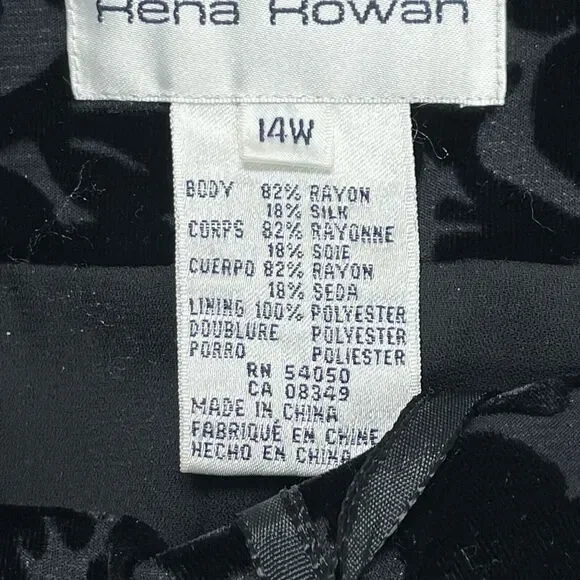 Rena Rowan
14W
BODY 82% RAYON
18% SILK
CORPS 82% RAYONNE
18% SOIE
CUERPO 82% RAYON
18% SEDA
LINING 100% POLYESTER
DOUBLURE POLYESTER
PORRO POLIESTER
RN 54050
CA 08349
MADE IN CHINA
FABRIQUÉ EN CHINE
HECHO EN CHINA